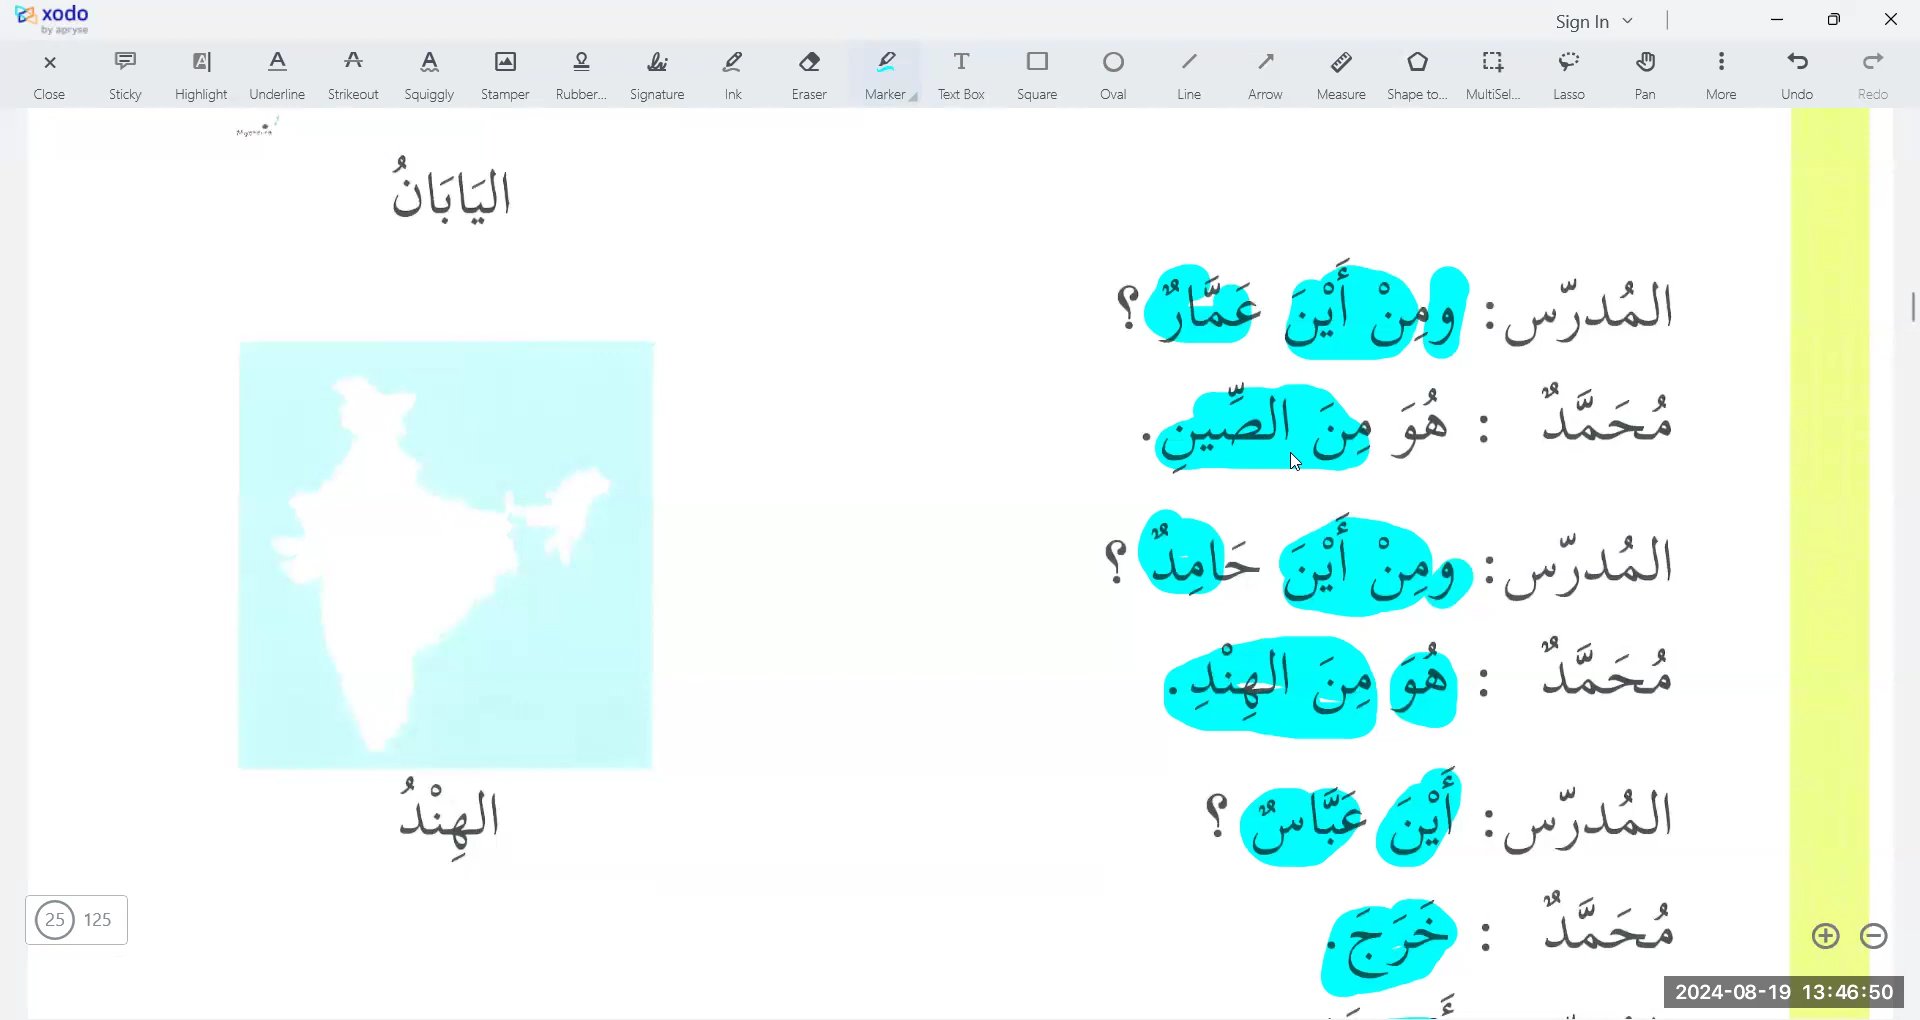 xodo
by apryse
Sign In
Close Sticky Highlight Underline Strikeout Squiggly Stamper Rubber... Signature Ink Eraser Marker Text Box Square Oval Line Arrow Measure Shape to... MultiSel... Lasso Pan More Undo Redo
اليَابَانُ
المُدرّس: ومِنْ أَيْنَ عَمَّارٌ ؟
مُحَمَّدٌ : هُوَ مِنَ الصِّينِ.
المُدرّس: ومِنْ أَيْنَ حَامِدٌ ؟
مُحَمَّدٌ : هُوَ مِنَ الهِنْدِ.
المُدرّس: أَيْنَ عَبَّاسٌ ؟
الهِنْدُ
مُحَمَّدٌ : خَرَجَ.
25 125
2024-08-19 13:46:50